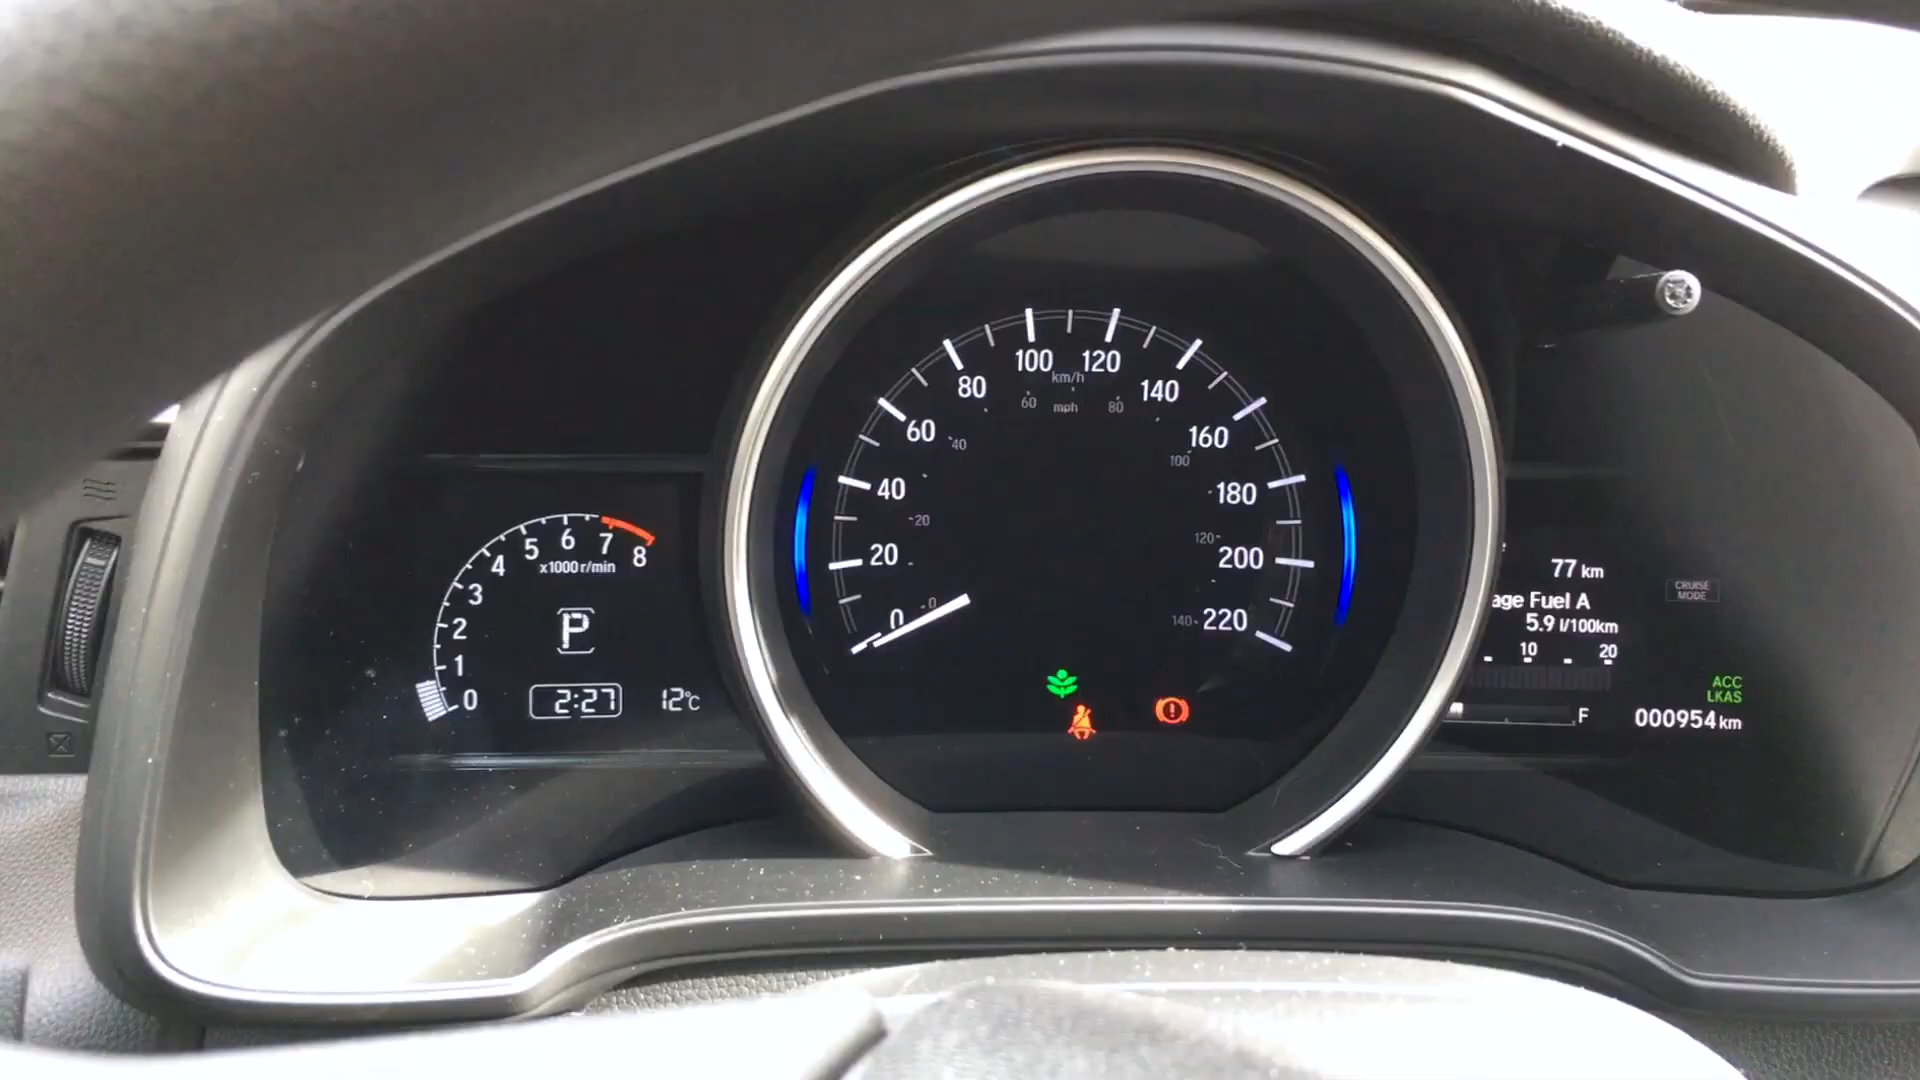 0
1
2
3
4
5
6
7
8
x1000 r/min
P
2:27
12°C
0
20
40
60
80
100
120
140
160
180
200
220
km/h
mph
0
20
40
60
80
100
120
140
77 km
age Fuel A
5.9 l/100km
10 20
F
CRUISE
MODE
ACC
LKAS
000954 km